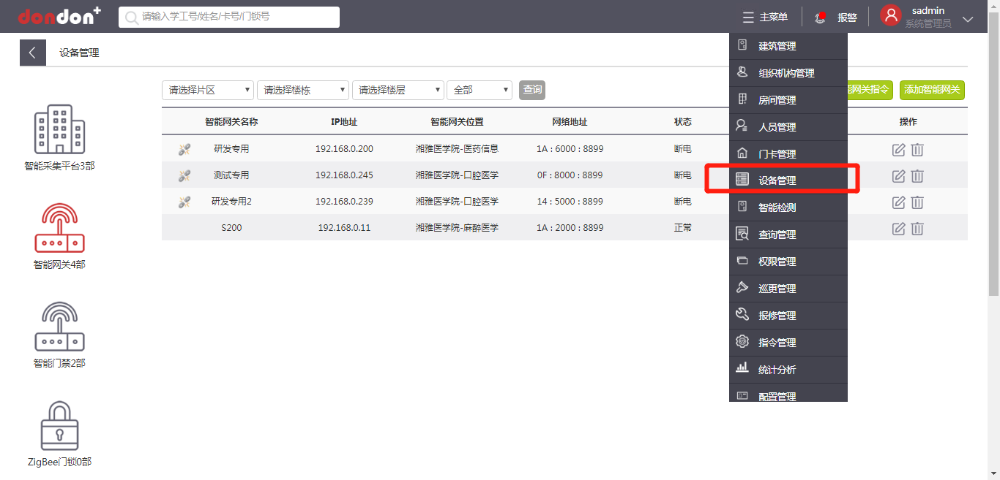 dondon+
请输入学工号/姓名/卡号/门锁号
主菜单
报警
sadmin
系统管理员
设备管理
建筑管理
组织机构管理
房间管理
人员管理
门卡管理
设备管理
智能检测
查询管理
权限管理
巡更管理
报修管理
指令管理
统计分析
配置管理
请选择片区
请选择楼栋
请选择楼层
全部
查询
网关指令
添加智能网关
智能网关名称 IP地址 智能网关位置 网络地址 状态 操作
研发专用 192.168.0.200 湘雅医学院-医药信息 1A : 6000 : 8899 断电
测试专用 192.168.0.245 湘雅医学院-口腔医学 0F : 8000 : 8899 断电
研发专用2 192.168.0.239 湘雅医学院-口腔医学 14 : 5000 : 8899 断电
S200 192.168.0.11 湘雅医学院-麻醉医学 1A : 2000 : 8899 正常
智能采集平台3部
智能网关4部
智能门禁2部
ZigBee门锁0部